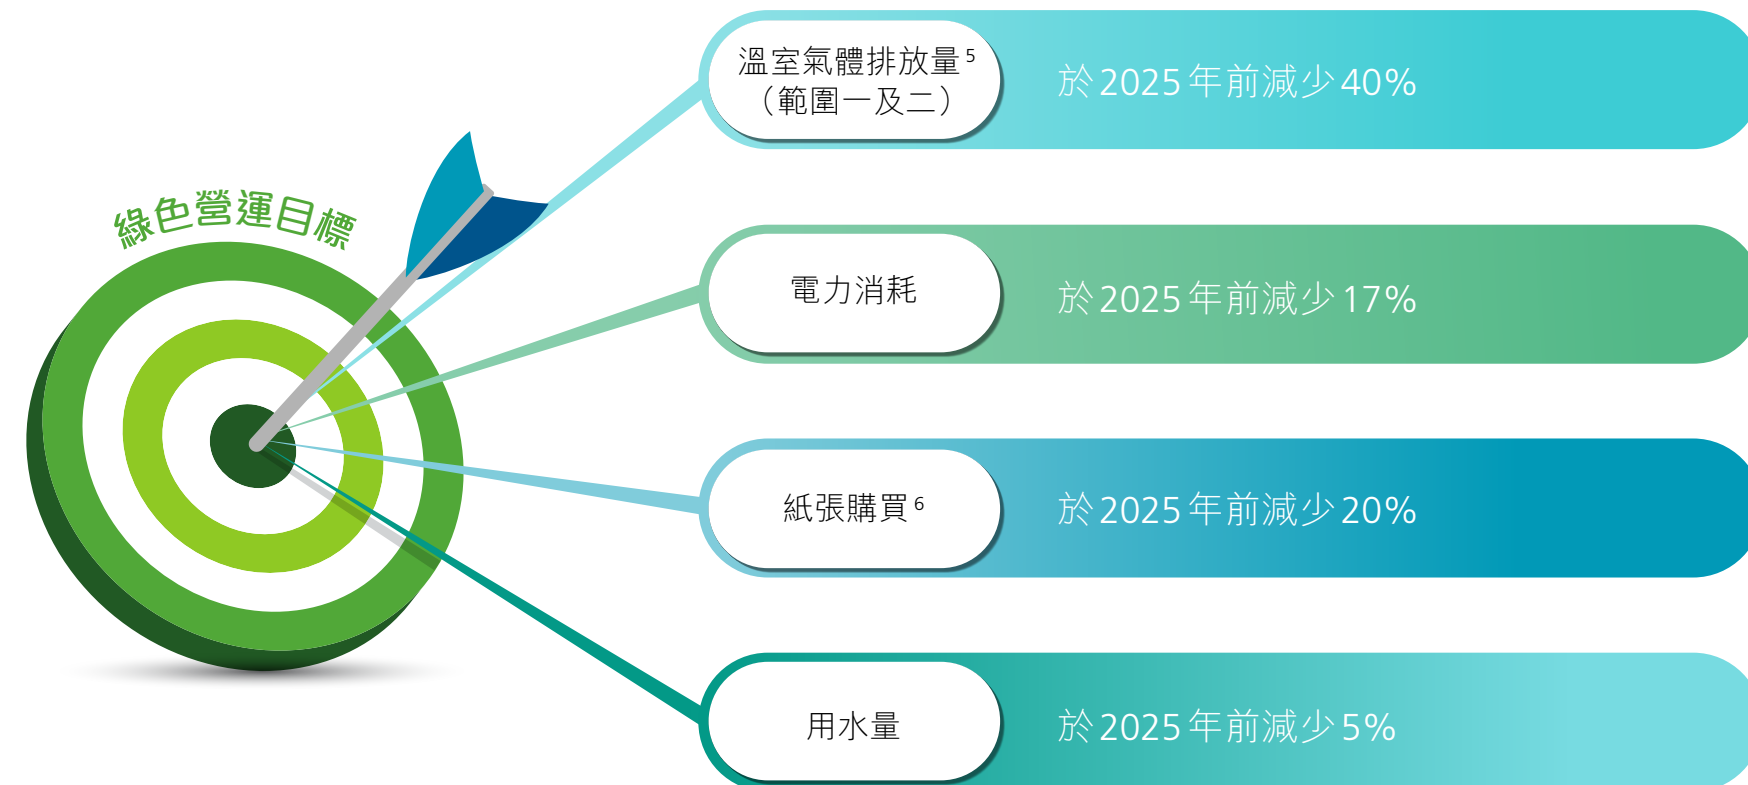 綠色營運目標
溫室氣體排放量5
（範圍一及二）
於2025年前減少40%
電力消耗
於2025年前減少17%
紙張購買6
於2025年前減少20%
用水量
於2025年前減少5%